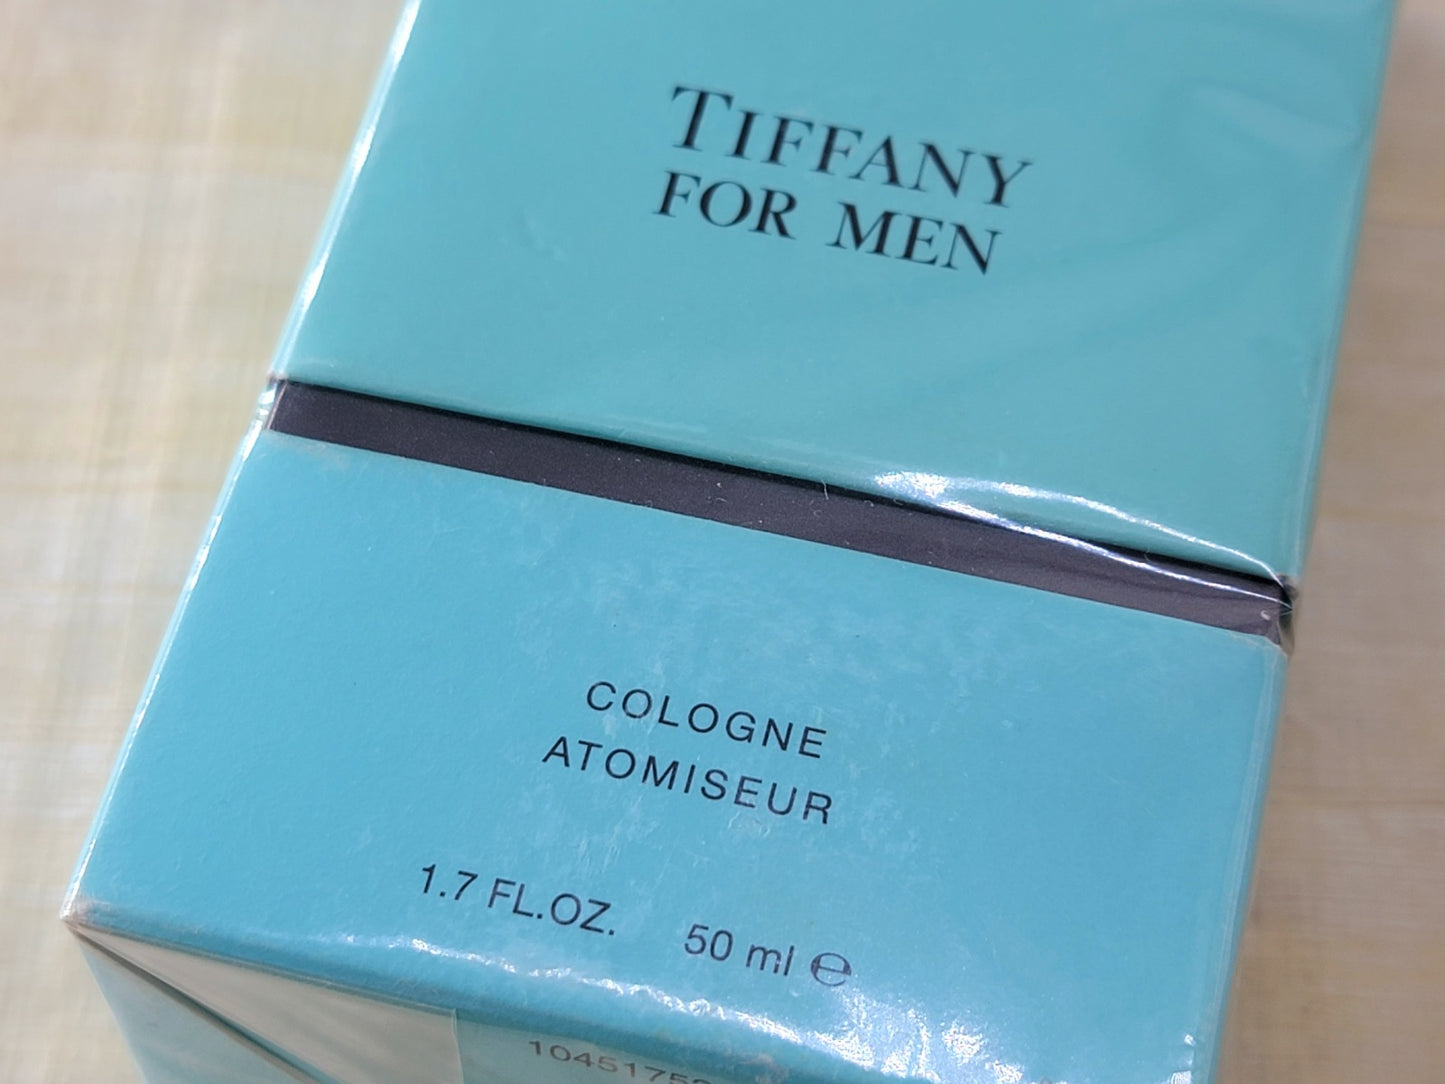 TIFFANY
FOR MEN
COLOGNE
ATOMISEUR
1.7 FL.OZ. 50 ml ℮